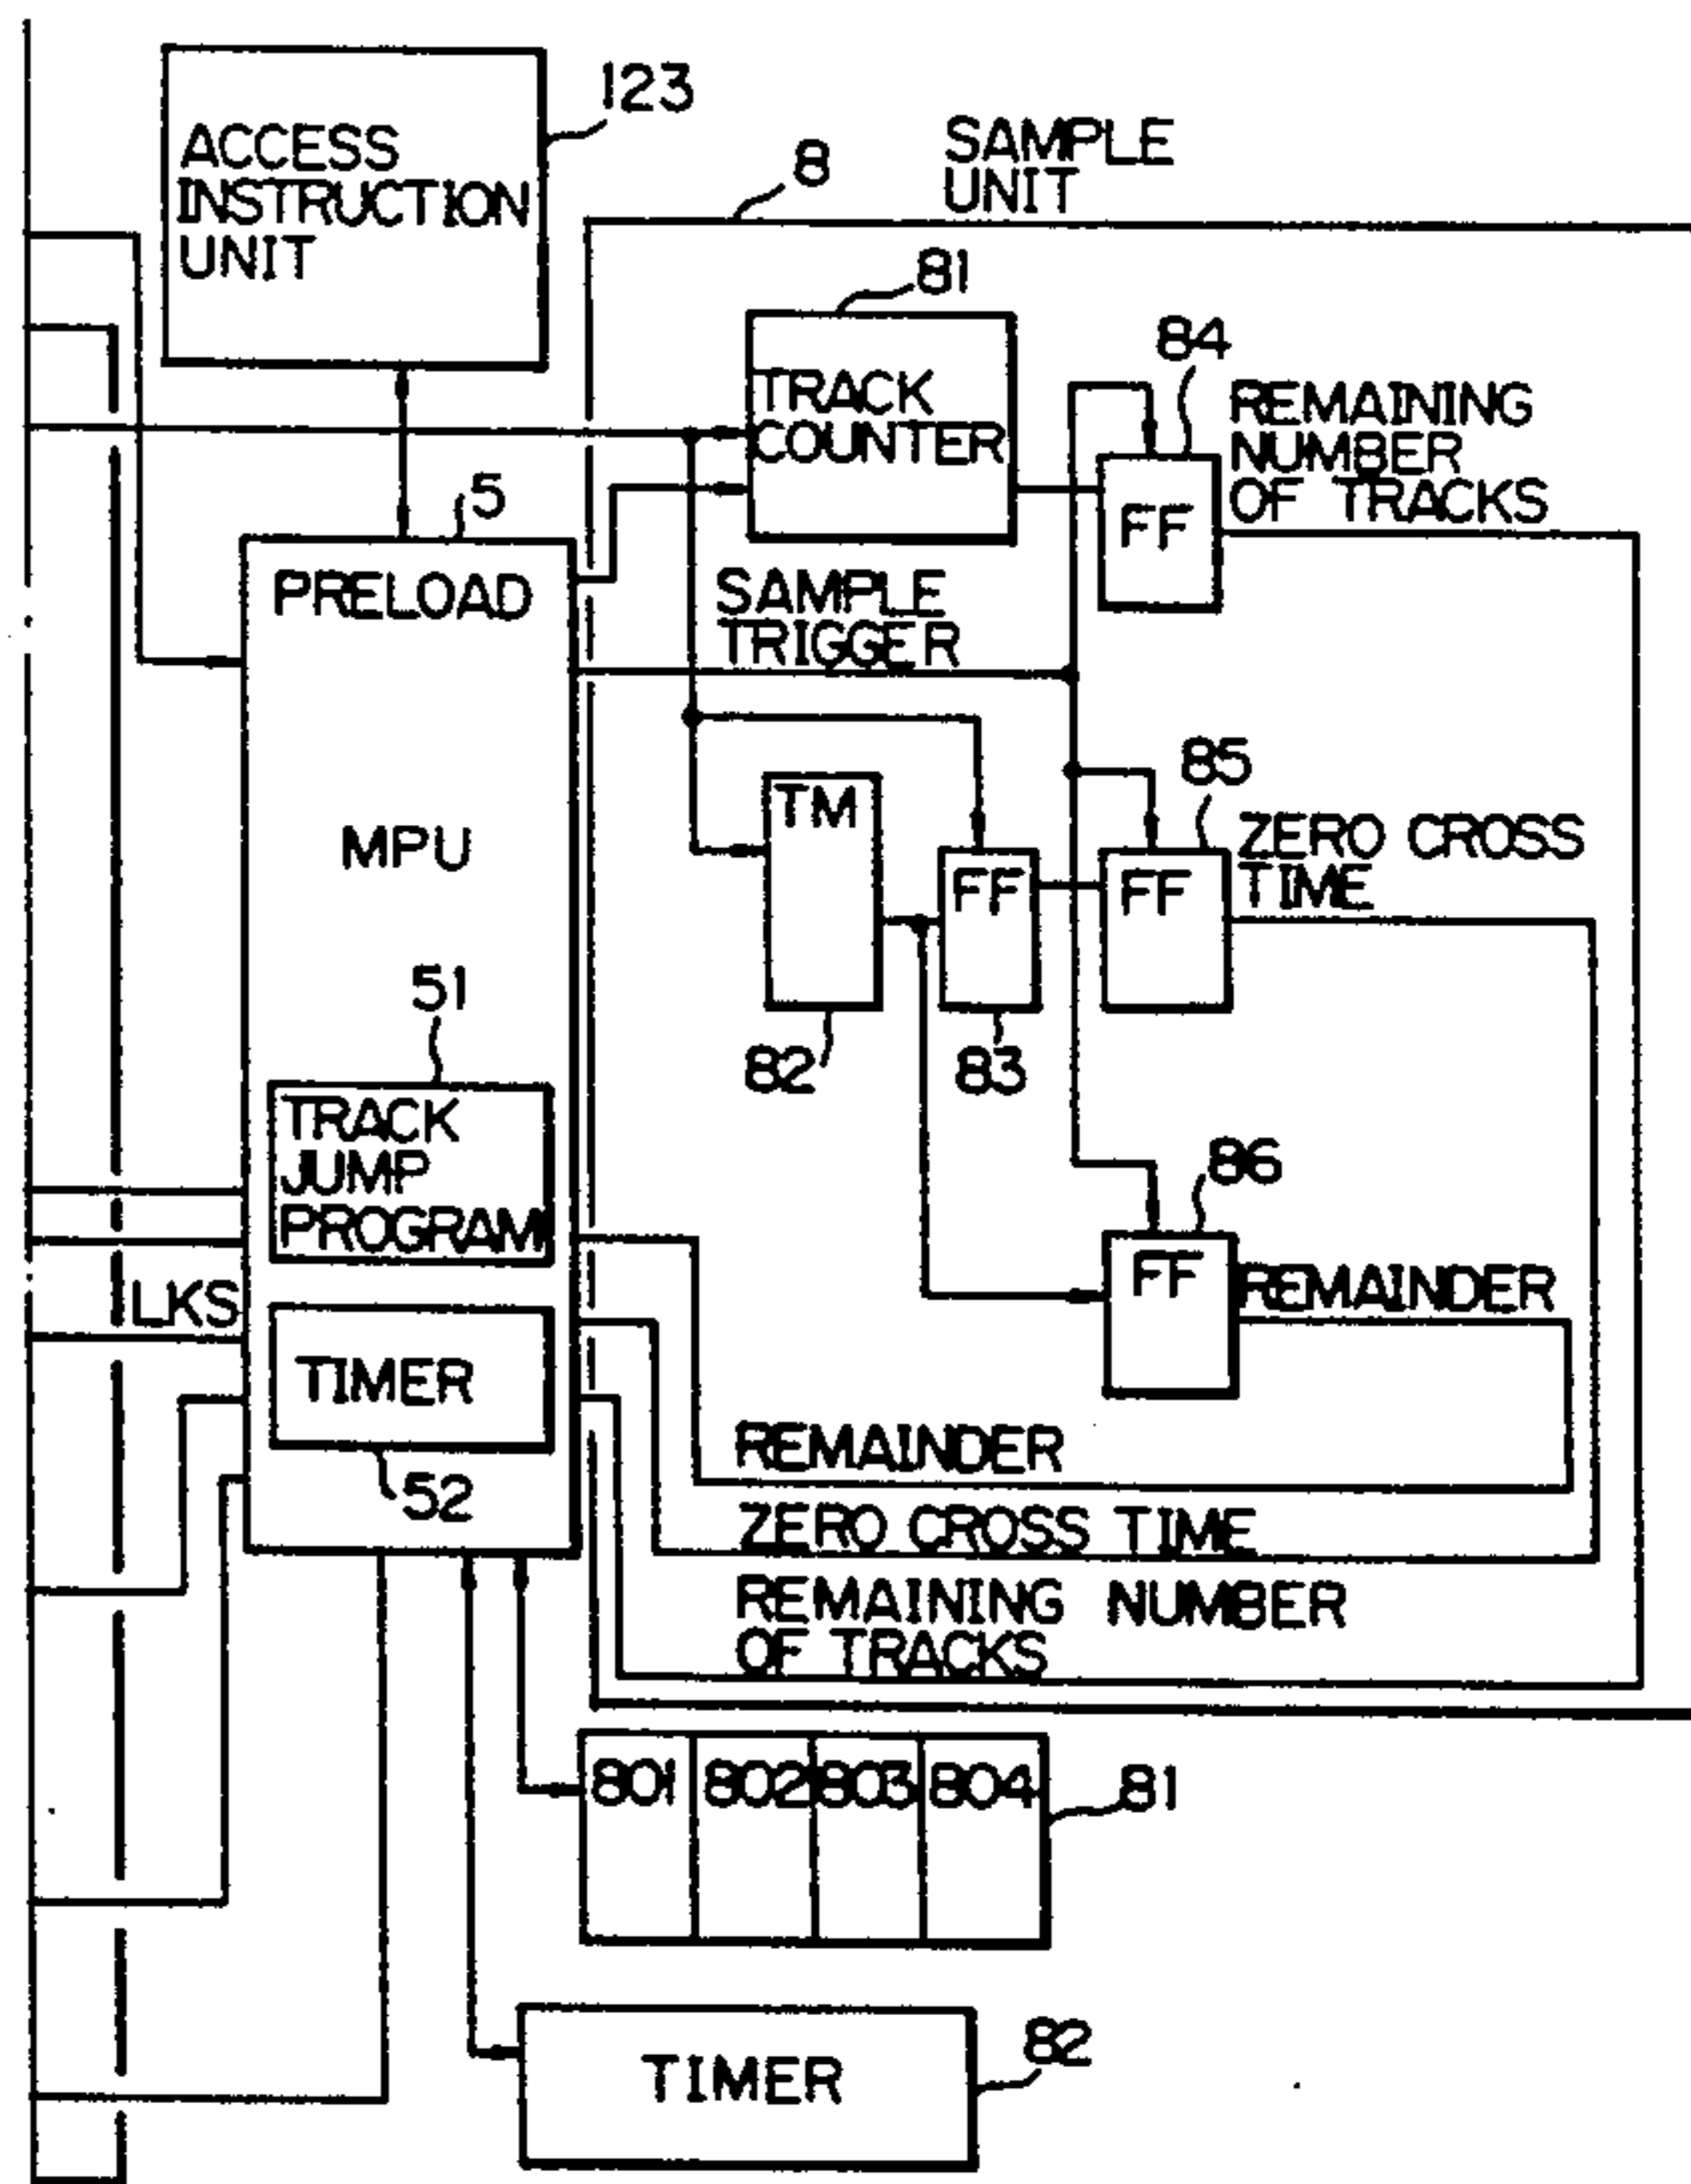 123
ACCESS
INSTRUCTION
UNIT
8
SAMPLE
UNIT
81
TRACK
COUNTER
84
REMAINING
NUMBER
OF TRACKS
FF
5
PRELOAD
SAMPLE
TRIGGER
MPU
TM
82
FF
83
85
FF
ZERO CROSS
TIME
51
TRACK
JUMP
PROGRAM
86
FF
REMAINDER
LKS
TIMER
52
REMAINDER
ZERO CROSS TIME
REMAINING NUMBER
OF TRACKS
801 802 803 804
81
TIMER
82